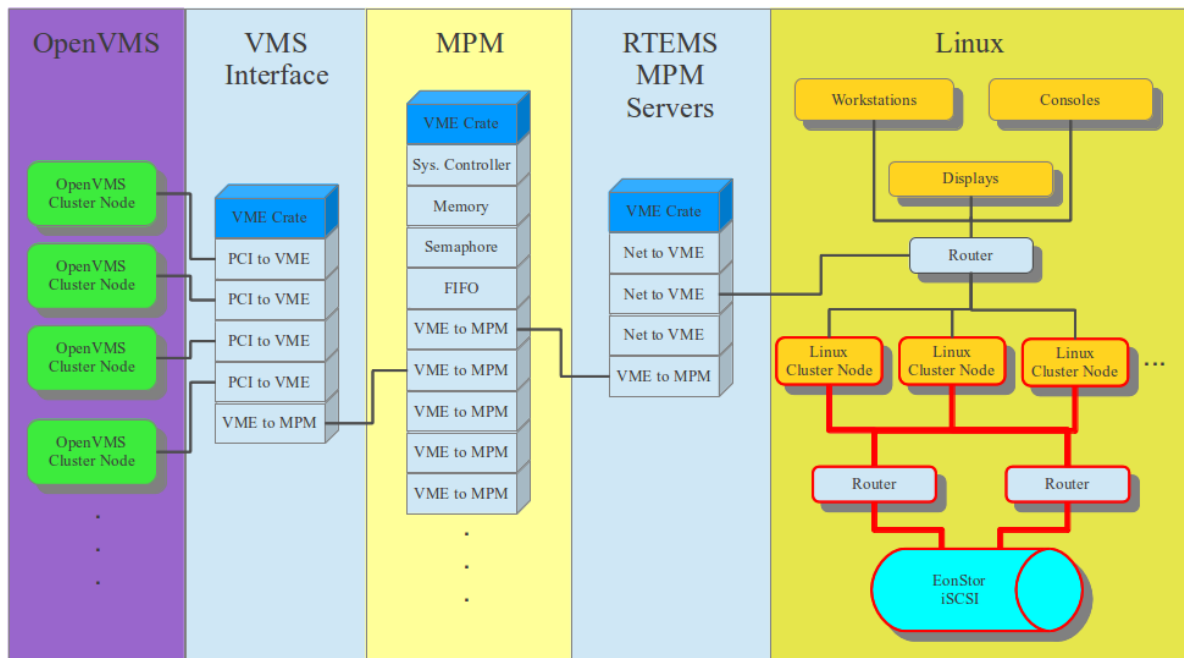 OpenVMS
OpenVMS
Cluster Node
OpenVMS
Cluster Node
OpenVMS
Cluster Node
OpenVMS
Cluster Node
.
.
.
VMS
Interface
VME Crate
PCI to VME
PCI to VME
PCI to VME
PCI to VME
VME to MPM
MPM
VME Crate
Sys. Controller
Memory
Semaphore
FIFO
VME to MPM
VME to MPM
VME to MPM
VME to MPM
VME to MPM
.
.
.
RTEMS
MPM
Servers
VME Crate
Net to VME
Net to VME
Net to VME
VME to MPM
Linux
Workstations
Consoles
Displays
Router
Linux
Cluster Node
Linux
Cluster Node
Linux
Cluster Node
...
Router
Router
EonStor
iSCSI